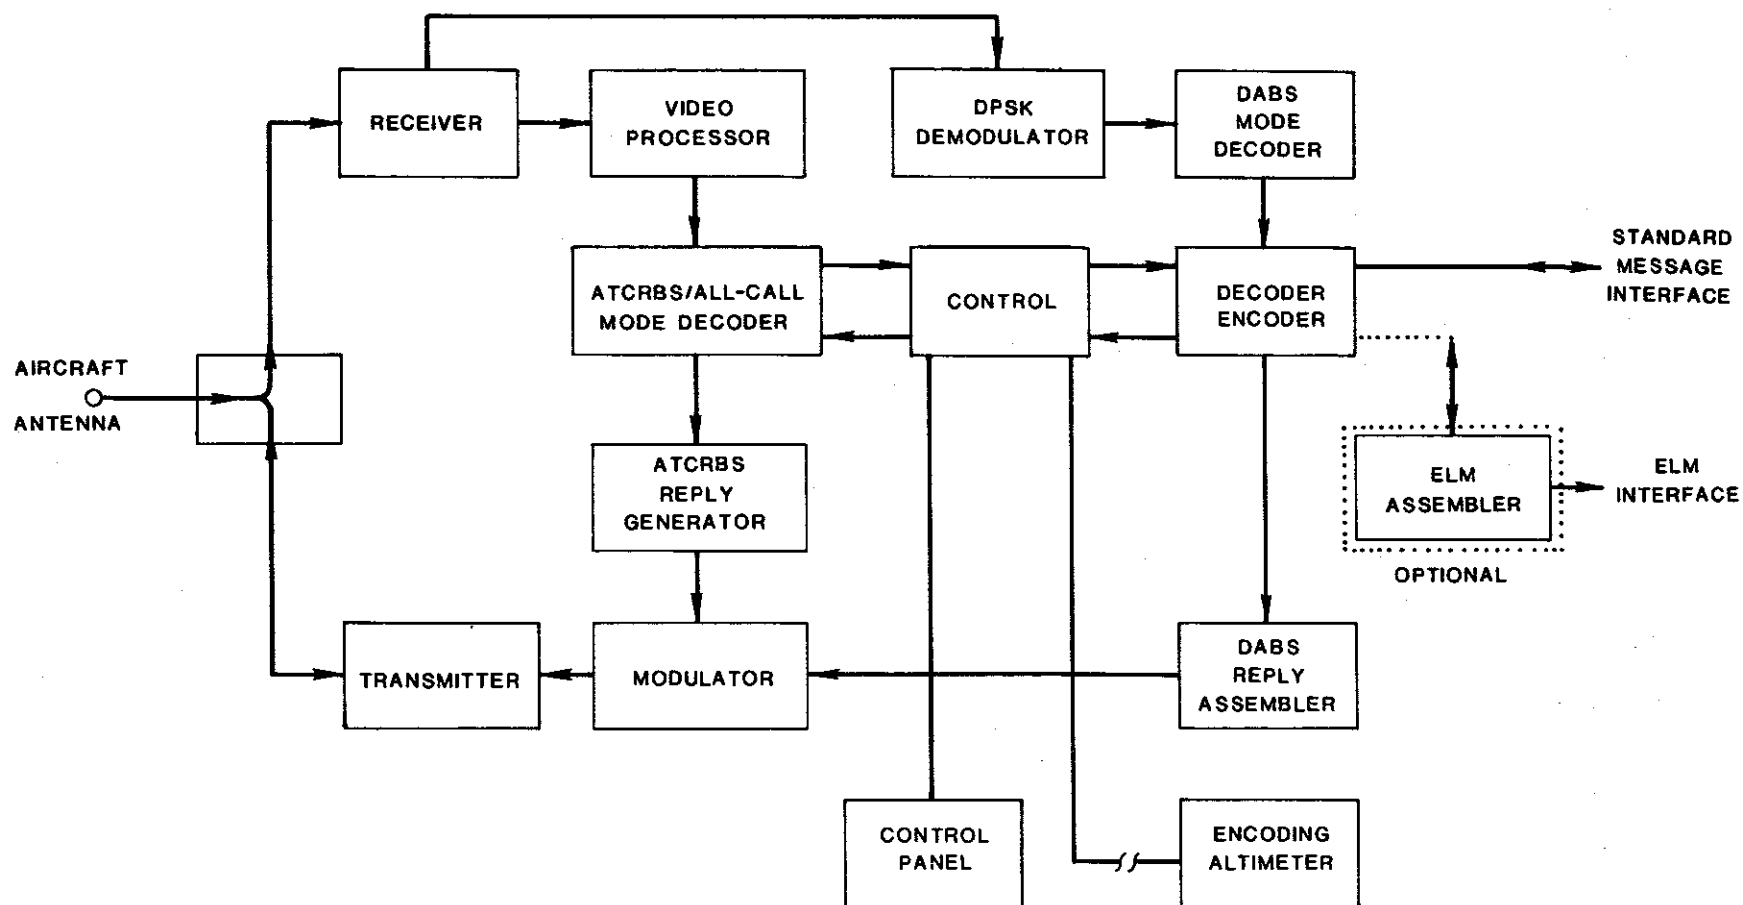 RECEIVER
VIDEO
PROCESSOR
DPSK
DEMODULATOR
DABS
MODE
DECODER
ATCRBS/ALL-CALL
MODE DECODER
CONTROL
DECODER
ENCODER
STANDARD
MESSAGE
INTERFACE
AIRCRAFT
ANTENNA
ATCRBS
REPLY
GENERATOR
ELM
ASSEMBLER
OPTIONAL
ELM
INTERFACE
TRANSMITTER
MODULATOR
DABS
REPLY
ASSEMBLER
CONTROL
PANEL
ENCODING
ALTIMETER